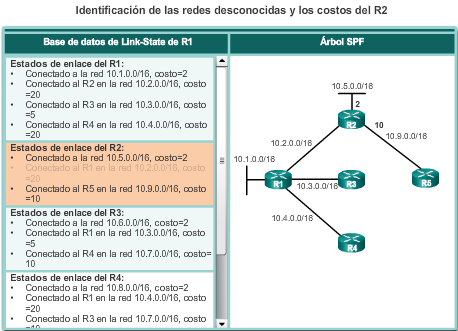 Identificación de las redes desconocidas y los costos del R2
Base de datos de Link-State de R1
Estados de enlace del R1:
• Conectado a la red 10.1.0.0/16, costo=2
• Conectado al R2 en la red 10.2.0.0/16, costo
=20
• Conectado al R3 en la red 10.3.0.0/16, costo
=5
• Conectado al R4 en la red 10.4.0.0/16, costo
=20
Estados de enlace del R2:
• Conectado a la red 10.5.0.0/16, costo=2
• Conectado al R1 en la red 10.2.0.0/16, costo
=20
• Conectado al R5 en la red 10.9.0.0/16, costo
=10
Estados de enlace del R3:
• Conectado a la red 10.6.0.0/16, costo=2
• Conectado al R1 en la red 10.3.0.0/16, costo
=5
• Conectado al R4 en la red 10.7.0.0/16, costo=
10
Estados de enlace del R4:
• Conectado a la red 10.8.0.0/16, costo=2
• Conectado al R1 en la red 10.4.0.0/16, costo
=20
• Conectado al R3 en la red 10.7.0.0/16, costo
=10
Árbol SPF
10.5.0.0/16
2
R2
10
10.2.0.0/16
10.9.0.0/16
10.1.0.0/16
R1
10.3.0.0/16
R3
R5
10.4.0.0/16
R4